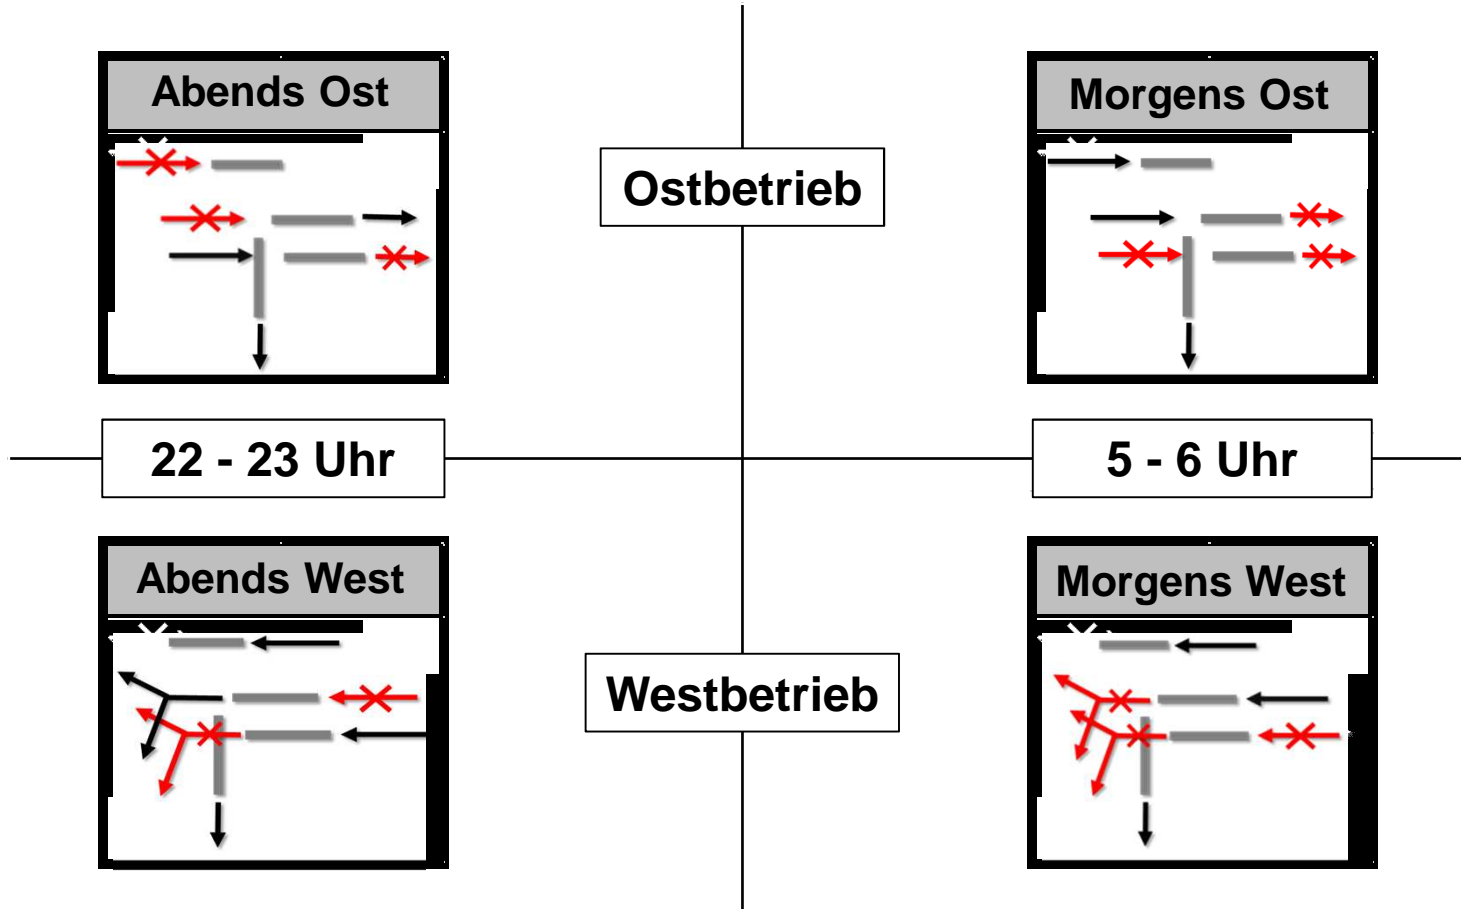 Abends Ost
Morgens Ost
Ostbetrieb
22 - 23 Uhr
5 - 6 Uhr
Abends West
Morgens West
Westbetrieb